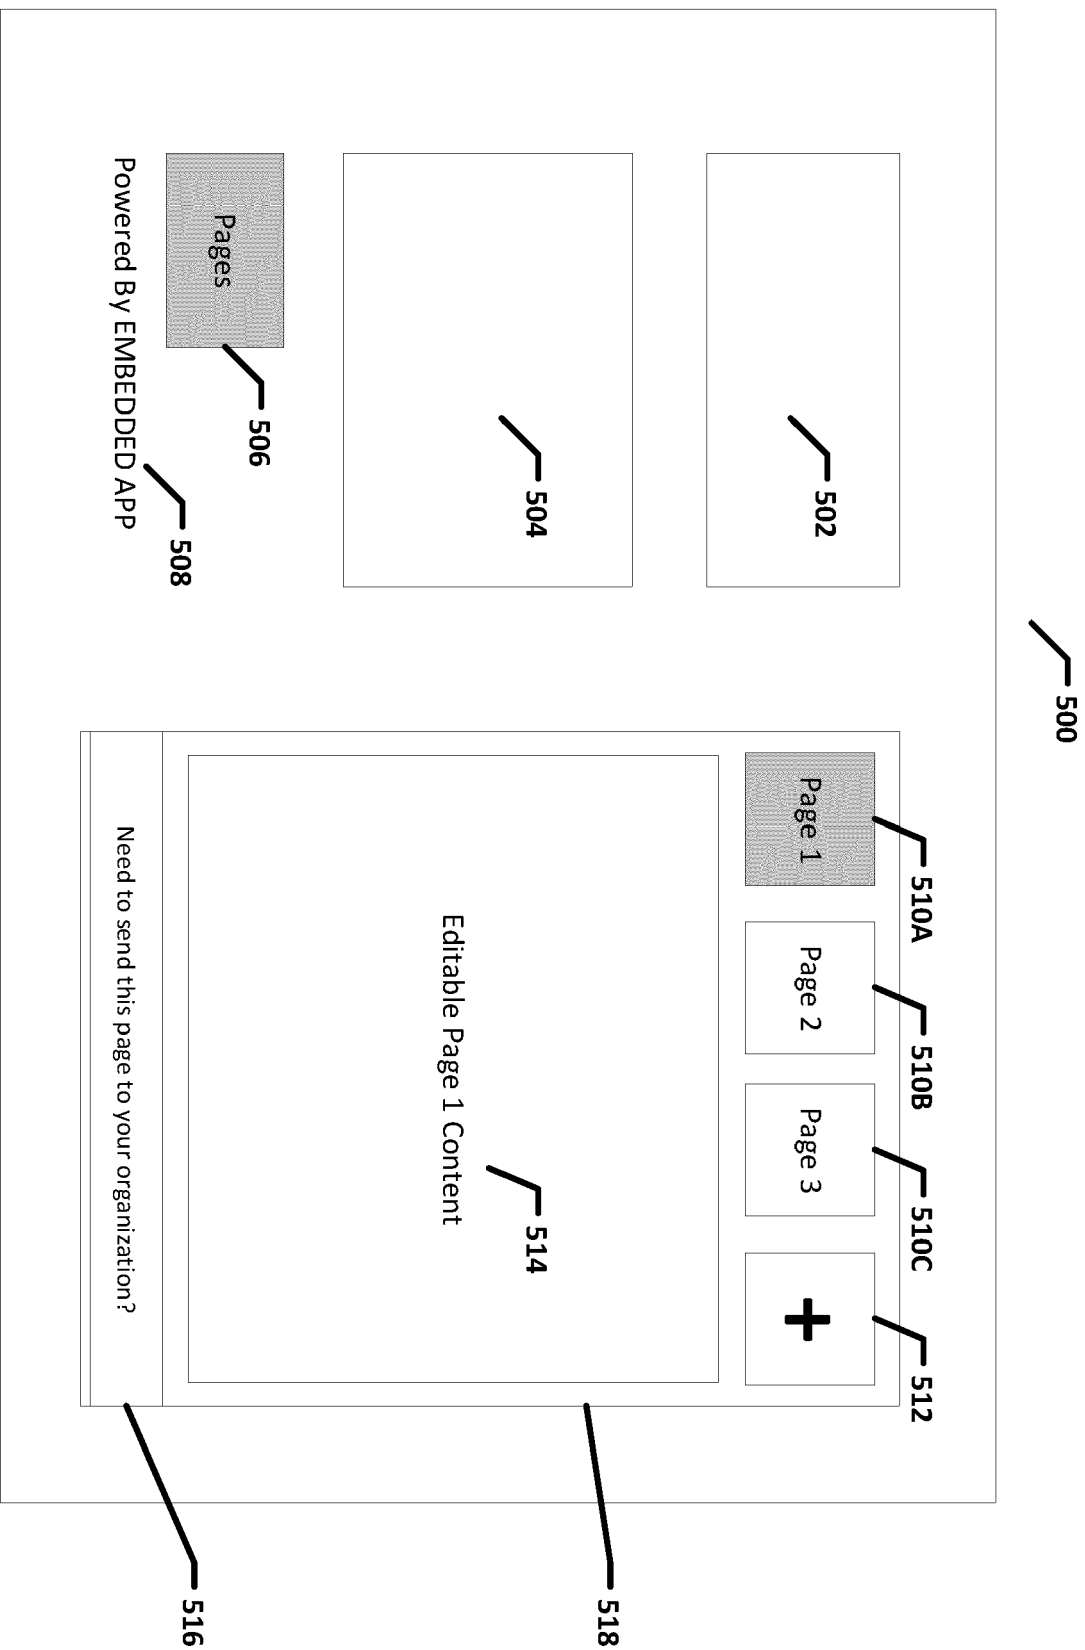 500
510A
510B
510C
512
502
Page 1
Page 2
Page 3
+
504
514
518
Editable Page 1 Content
506
Pages
508
516
Powered By EMBEDDED APP
Need to send this page to your organization?